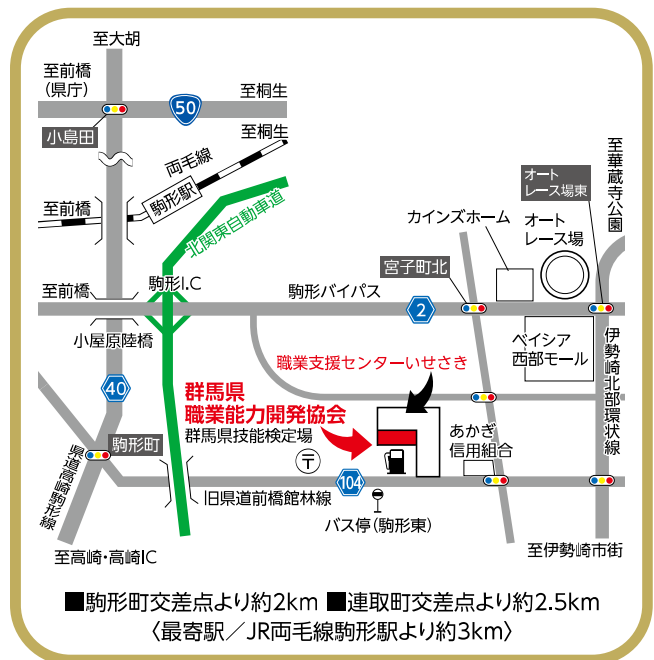 至大胡
至前橋
(県庁)
50
至桐生
小島田
至桐生
両毛線
駒形駅
至前橋
北関東自動車道
至華蔵寺公園
オート
レース場東
カインズホーム
オート
レース場
宮子町北
駒形I.C
至前橋
駒形バイパス
2
小屋原陸橋
ベイシア
西部モール
伊勢崎北部環状線
職業支援センターいせさき
40
群馬県
職業能力開発協会
群馬県技能検定場
駒形町
あかぎ
信用組合
〒
104
県道高崎駒形線
旧県道前橋館林線
バス停(駒形東)
至高崎・高崎IC
至伊勢崎市街
■駒形町交差点より約2km ■連取町交差点より約2.5km
〈最寄駅／JR両毛線駒形駅より約3km〉